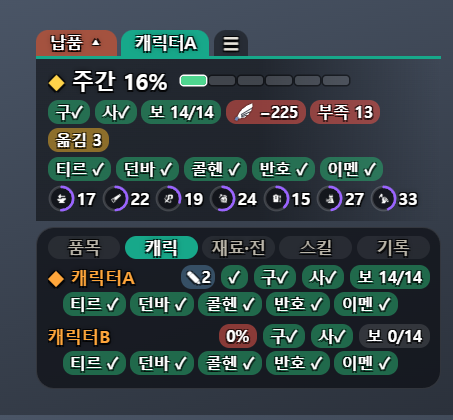 납품 ▲ 캐릭터A ☰
◆ 주간 16%
구✓ 사✓ 보 14/14 −225 부족 13
옮김 3
티르 ✓ 던바 ✓ 콜헨 ✓ 반호 ✓ 이멘 ✓
17 22 19 24 15 27 33
품목 캐릭 재료·전 스킬 기록
◆ 캐릭터A 2 ✓ 구✓ 사✓ 보 14/14
티르 ✓ 던바 ✓ 콜헨 ✓ 반호 ✓ 이멘 ✓
캐릭터B 0% 구✓ 사✓ 보 0/14
티르 ✓ 던바 ✓ 콜헨 ✓ 반호 ✓ 이멘 ✓